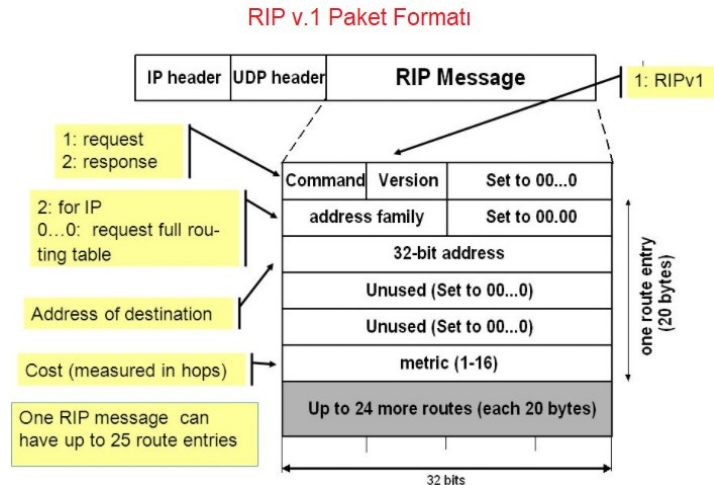 RIP v.1 Paket Formatı
IP header
UDP header
RIP Message
1: RIPv1
1: request
2: response
Command
Version
Set to 00...0
2: for IP
0...0: request full rou-
ting table
address family
Set to 00.00
32-bit address
Address of destination
Unused (Set to 00...0)
Unused (Set to 00...0)
Cost (measured in hops)
metric (1-16)
one route entry
(20 bytes)
One RIP message can
have up to 25 route entries
Up to 24 more routes (each 20 bytes)
32 bits